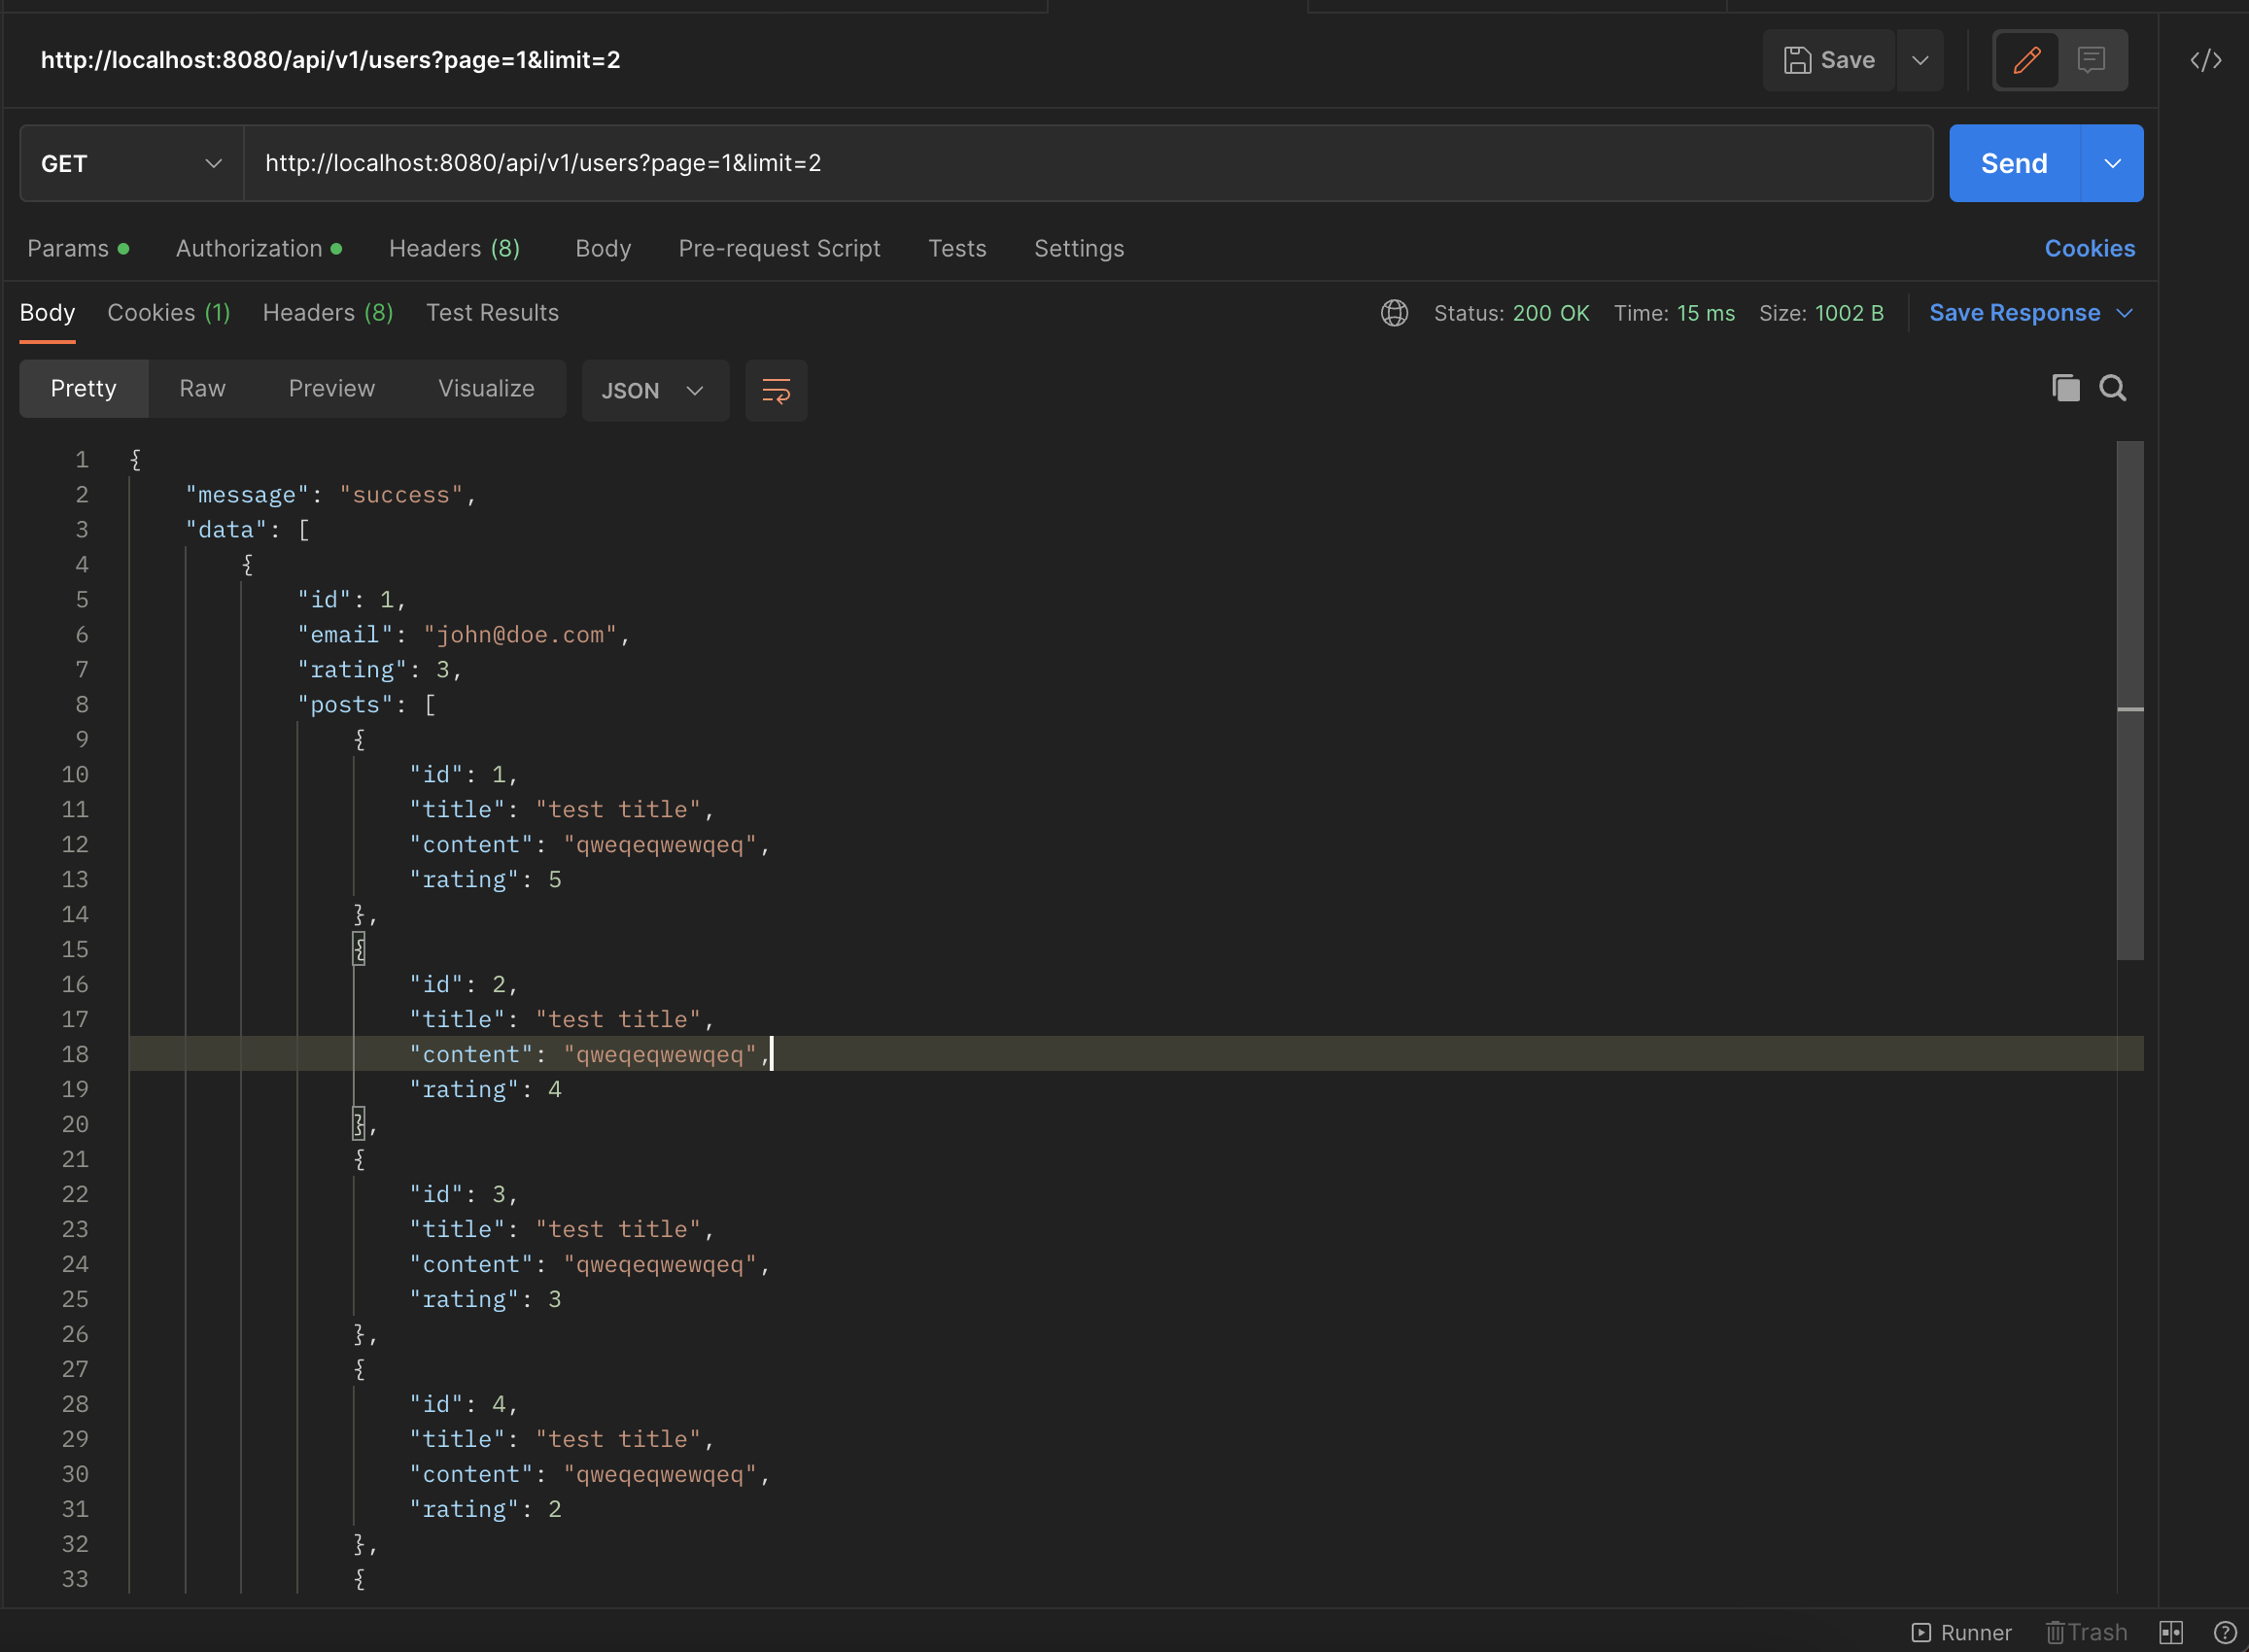 http://localhost:8080/api/v1/users?page=1&limit=2
Save
GET
http://localhost:8080/api/v1/users?page=1&limit=2
Send
Params Authorization Headers (8) Body Pre-request Script Tests Settings Cookies
Body Cookies (1) Headers (8) Test Results Status: 200 OK Time: 15 ms Size: 1002 B Save Response
Pretty Raw Preview Visualize JSON
1 {
2 "message": "success",
3 "data": [
4 {
5 "id": 1,
6 "email": "john@doe.com",
7 "rating": 3,
8 "posts": [
9 {
10 "id": 1,
11 "title": "test title",
12 "content": "qweqeqwewqeq",
13 "rating": 5
14 },
15 {
16 "id": 2,
17 "title": "test title",
18 "content": "qweqeqwewqeq",
19 "rating": 4
20 },
21 {
22 "id": 3,
23 "title": "test title",
24 "content": "qweqeqwewqeq",
25 "rating": 3
26 },
27 {
28 "id": 4,
29 "title": "test title",
30 "content": "qweqeqwewqeq",
31 "rating": 2
32 },
33 {
Runner Trash